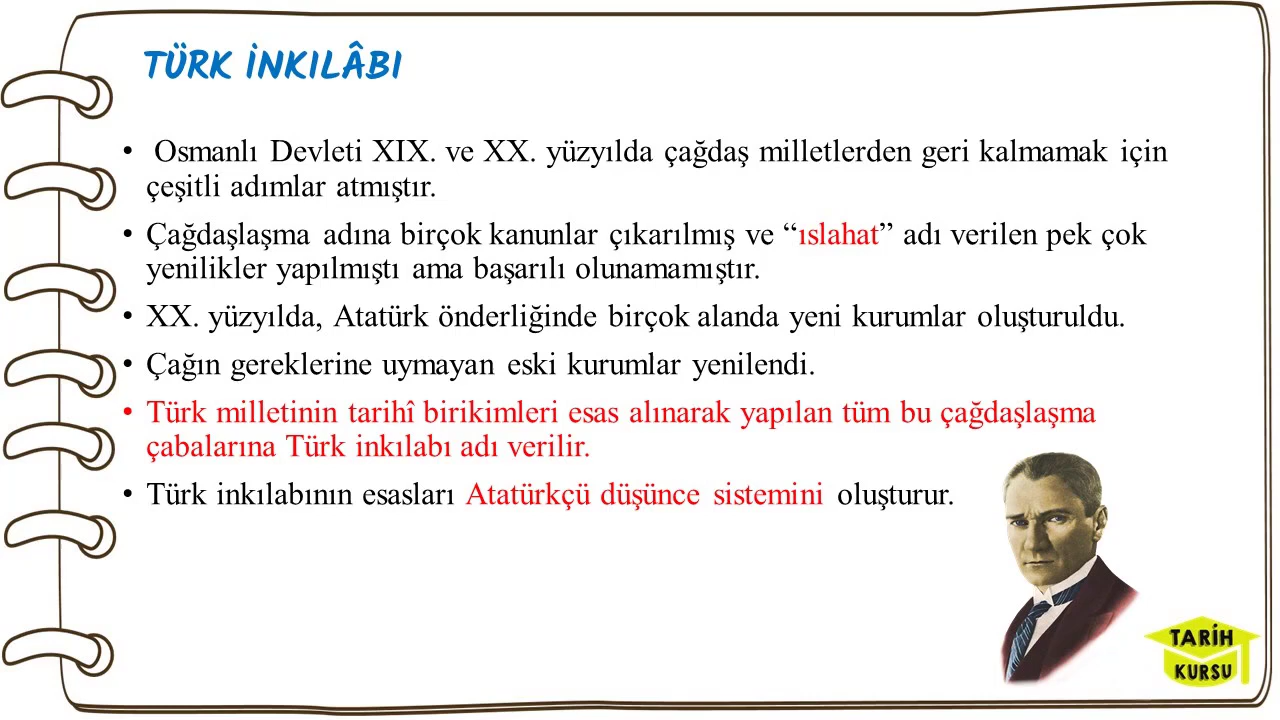 TÜRK İNKILÂBI
• Osmanlı Devleti XIX. ve XX. yüzyılda çağdaş milletlerden geri kalmamak için
çeşitli adımlar atmıştır.
• Çağdaşlaşma adına birçok kanunlar çıkarılmış ve “ıslahat” adı verilen pek çok
yenilikler yapılmıştı ama başarılı olunamamıştır.
• XX. yüzyılda, Atatürk önderliğinde birçok alanda yeni kurumlar oluşturuldu.
• Çağın gereklerine uymayan eski kurumlar yenilendi.
• Türk milletinin tarihî birikimleri esas alınarak yapılan tüm bu çağdaşlaşma
çabalarına Türk inkılabı adı verilir.
• Türk inkılabının esasları Atatürkçü düşünce sistemini oluşturur.
TARİH
KURSU